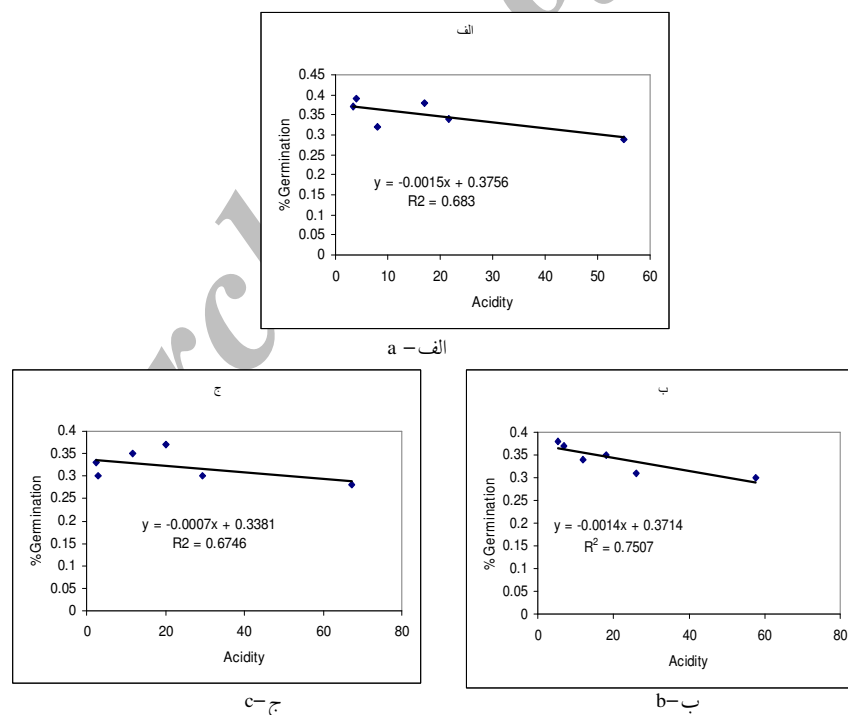 الف
0.45
0.4
0.35
0.3
0.25
0.2
0.15
0.1
0.05
0
%Germination
y = -0.0015x + 0.3756
R2 = 0.683
0 10 20 30 40 50 60
Acidity
الف – a
ج
0.4
0.35
0.3
0.25
0.2
0.15
0.1
0.05
0
%Germination
y = -0.0007x + 0.3381
R2 = 0.6746
0 20 40 60 80
Acidity
ج–c
ب
0.4
0.35
0.3
0.25
0.2
0.15
0.1
0.05
0
%Germination
y = -0.0014x + 0.3714
R² = 0.7507
0 20 40 60 80
Acidity
ب–b